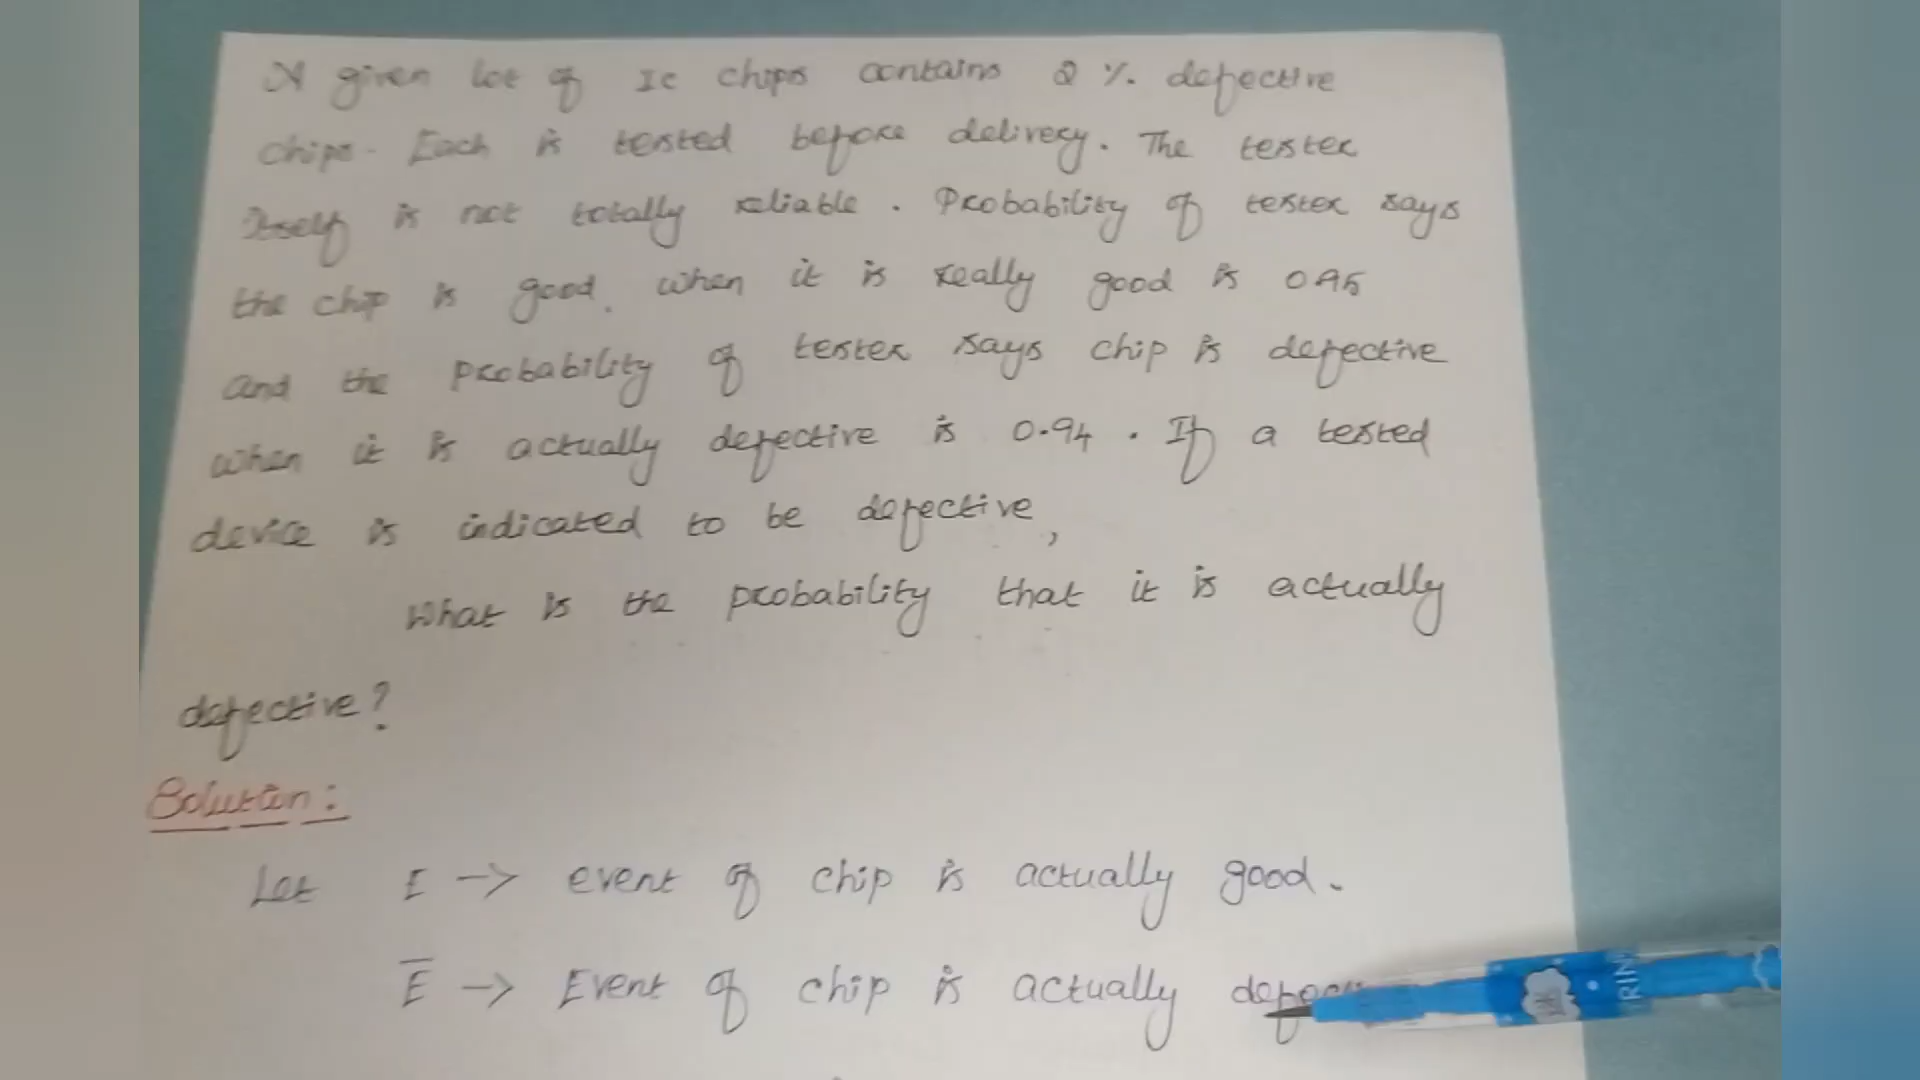 A given lot of Ic chips contains 2 % defective
chips. Each is tested before delivery. The tester
Itself is not totally reliable. Probability of tester says
the chip is good, when it is really good is 0.95
and the probability of tester says chip is defective
when it is actually defective is 0.94. If a tested
device is indicated to be defective,
What is the probability that it is actually
defective?
Solution:
Let E -> event of chip is actually good.
E̅ -> Event of chip is actually
RIN